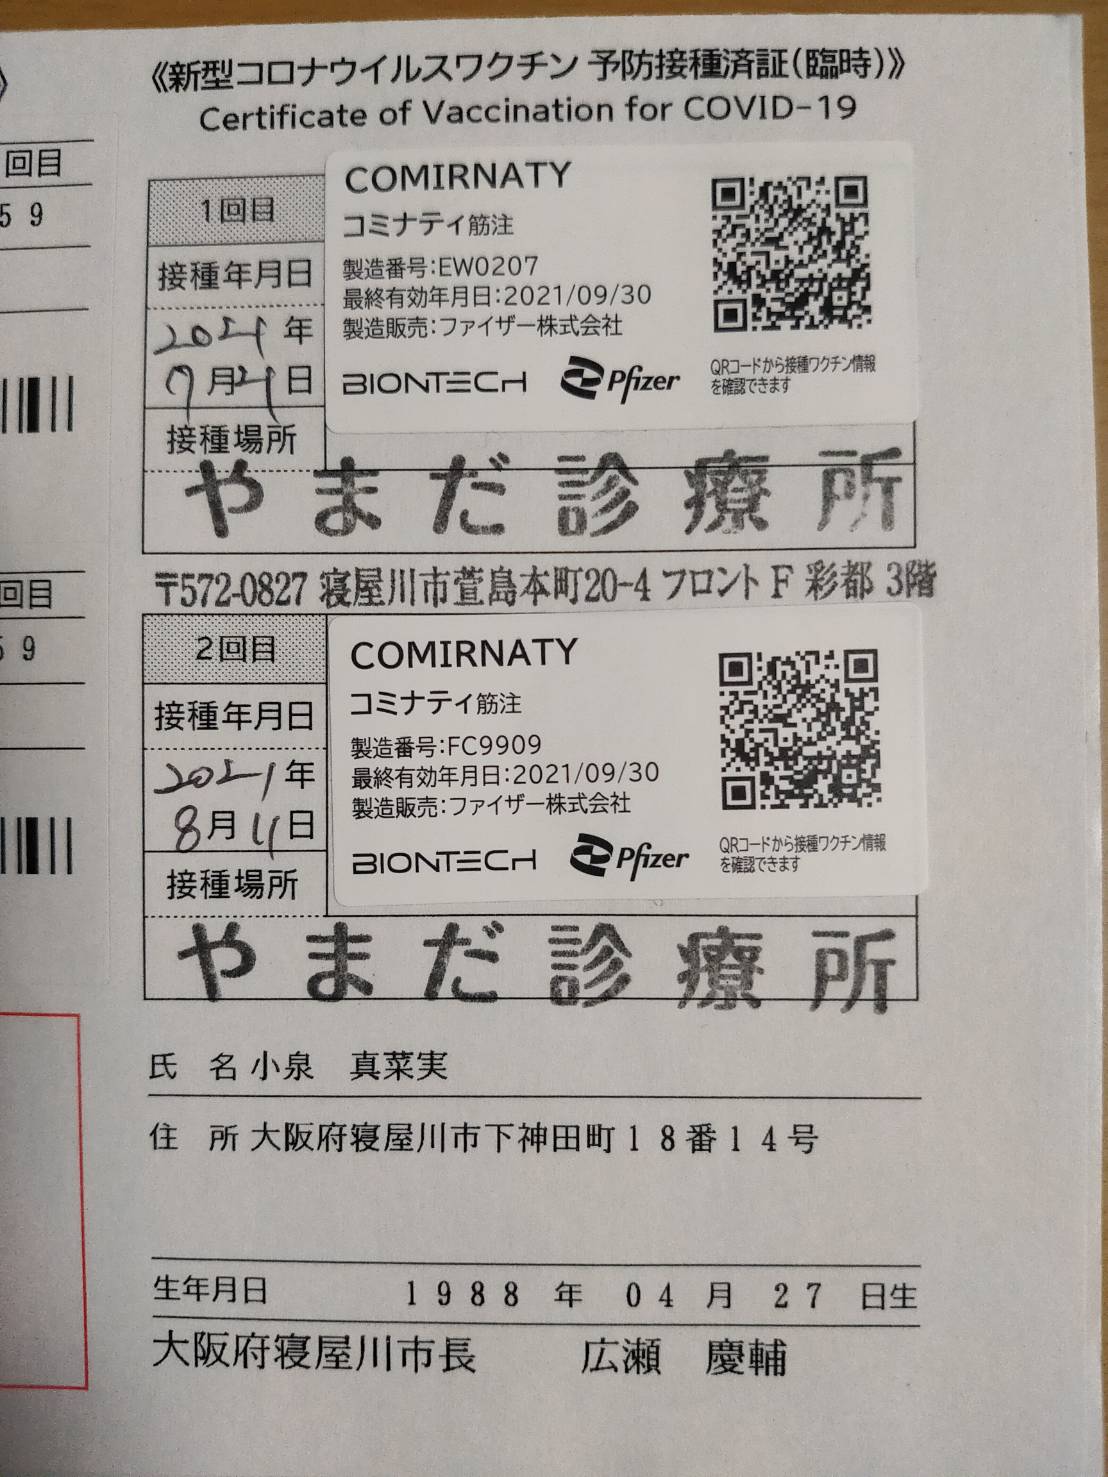 《新型コロナウイルスワクチン 予防接種済証(臨時)》
Certificate of Vaccination for COVID-19
回目
59
1回目
接種年月日
2021年
7月21日
接種場所
COMIRNATY
コミナティ筋注
製造番号:EW0207
最終有効年月日:2021/09/30
製造販売:ファイザー株式会社
BIONTECH Pfizer
QRコードから接種ワクチン情報
を確認できます
やまだ診療所
〒572-0827 寝屋川市萱島本町20-4 フロントF彩都 3階
回目
59
2回目
接種年月日
2021年
8月11日
接種場所
COMIRNATY
コミナティ筋注
製造番号:FC9909
最終有効年月日:2021/09/30
製造販売:ファイザー株式会社
BIONTECH Pfizer
QRコードから接種ワクチン情報
を確認できます
やまだ診療所
氏 名 小泉 真菜実
住 所 大阪府寝屋川市下神田町18番14号
生年月日 1988 年 04 月 27 日生
大阪府寝屋川市長 広瀬 慶輔